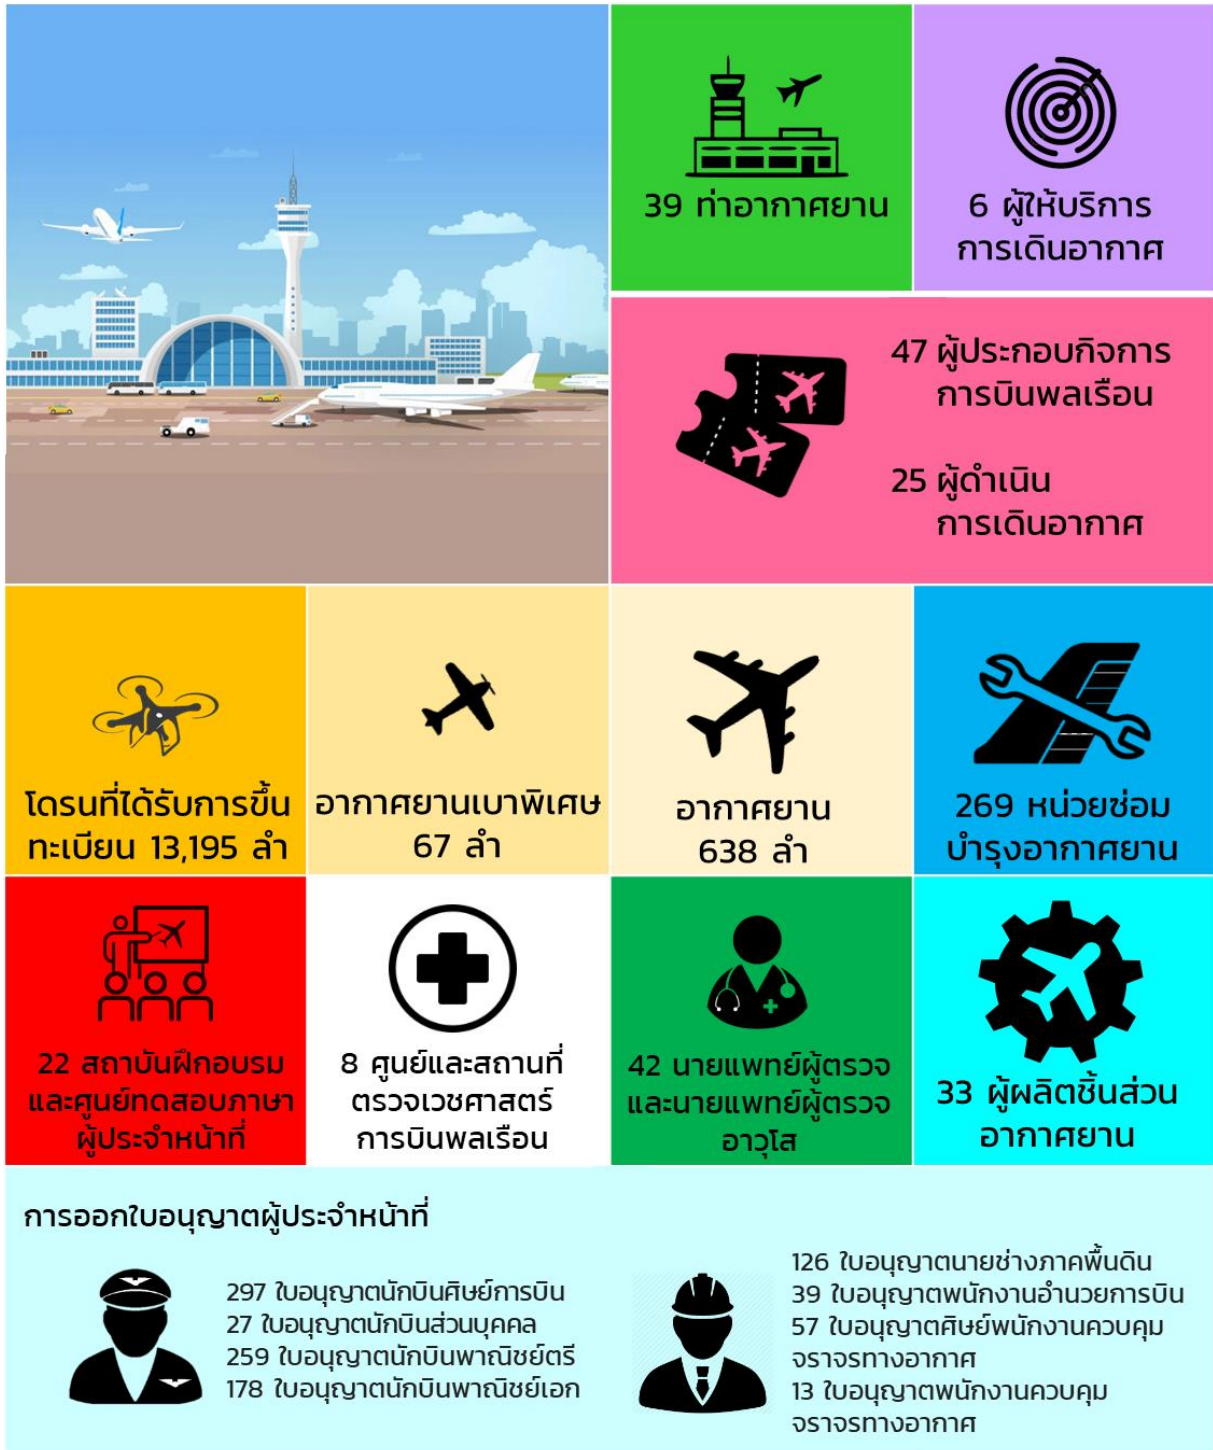 39 ท่าอากาศยาน
6 ผู้ให้บริการ
การเดินอากาศ
47 ผู้ประกอบกิจการ
การบินพลเรือน
25 ผู้ดำเนิน
การเดินอากาศ
โดรนที่ได้รับการขึ้น
ทะเบียน 13,195 ลำ
อากาศยานเบาพิเศษ
67 ลำ
อากาศยาน
638 ลำ
269 หน่วยซ่อม
บำรุงอากาศยาน
22 สถาบันฝึกอบรม
และศูนย์ทดสอบภาษา
ผู้ประจำหน้าที่
8 ศูนย์และสถานที่
ตรวจเวชศาสตร์
การบินพลเรือน
42 นายแพทย์ผู้ตรวจ
และนายแพทย์ผู้ตรวจ
อาวุโส
33 ผู้ผลิตชิ้นส่วน
อากาศยาน
การออกใบอนุญาตผู้ประจำหน้าที่
297 ใบอนุญาตนักบินศิษย์การบิน
27 ใบอนุญาตนักบินส่วนบุคคล
259 ใบอนุญาตนักบินพาณิชย์ตรี
178 ใบอนุญาตนักบินพาณิชย์เอก
126 ใบอนุญาตนายช่างภาคพื้นดิน
39 ใบอนุญาตพนักงานอำนวยการบิน
57 ใบอนุญาตศิษย์พนักงานควบคุม
จราจรทางอากาศ
13 ใบอนุญาตพนักงานควบคุม
จราจรทางอากาศ